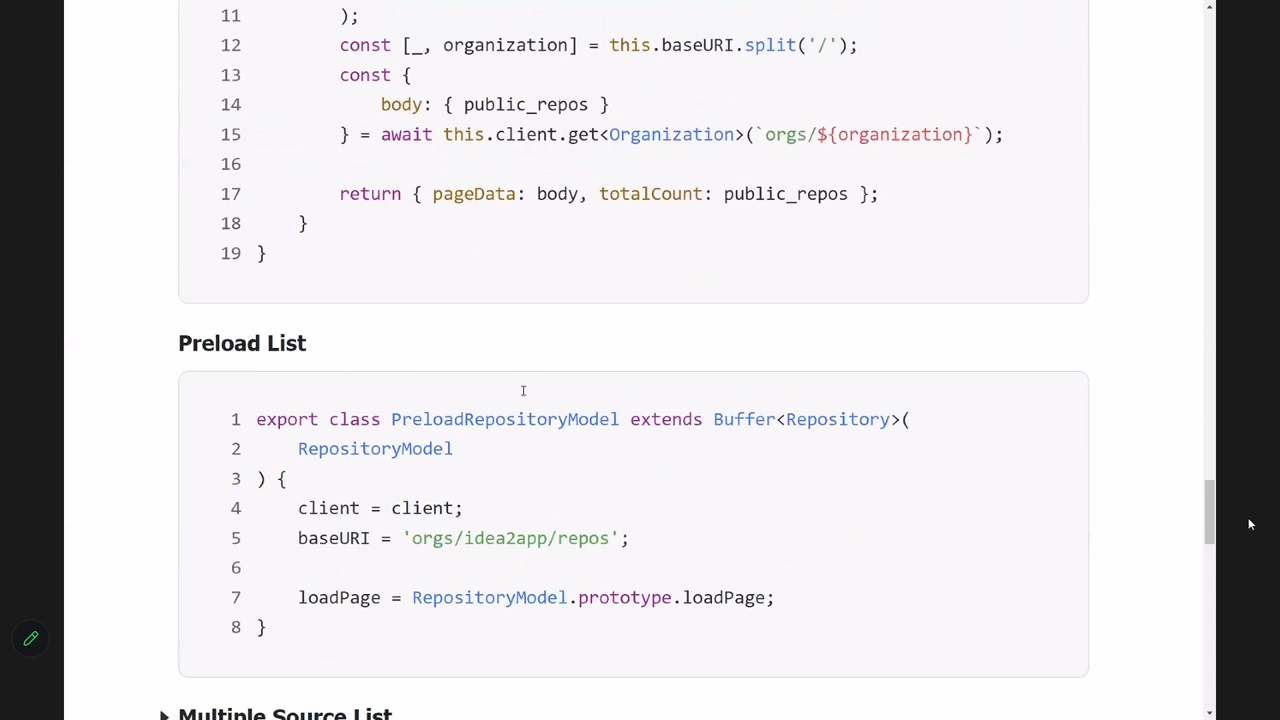 11 );
12 const [_, organization] = this.baseURI.split('/');
13 const {
14 body: { public_repos }
15 } = await this.client.get<Organization>(`orgs/${organization}`);
16
17 return { pageData: body, totalCount: public_repos };
18 }
19 }
Preload List
1 export class PreloadRepositoryModel extends Buffer<Repository>(
2 RepositoryModel
3 ) {
4 client = client;
5 baseURI = 'orgs/idea2app/repos';
6
7 loadPage = RepositoryModel.prototype.loadPage;
8 }
Multiple Source List